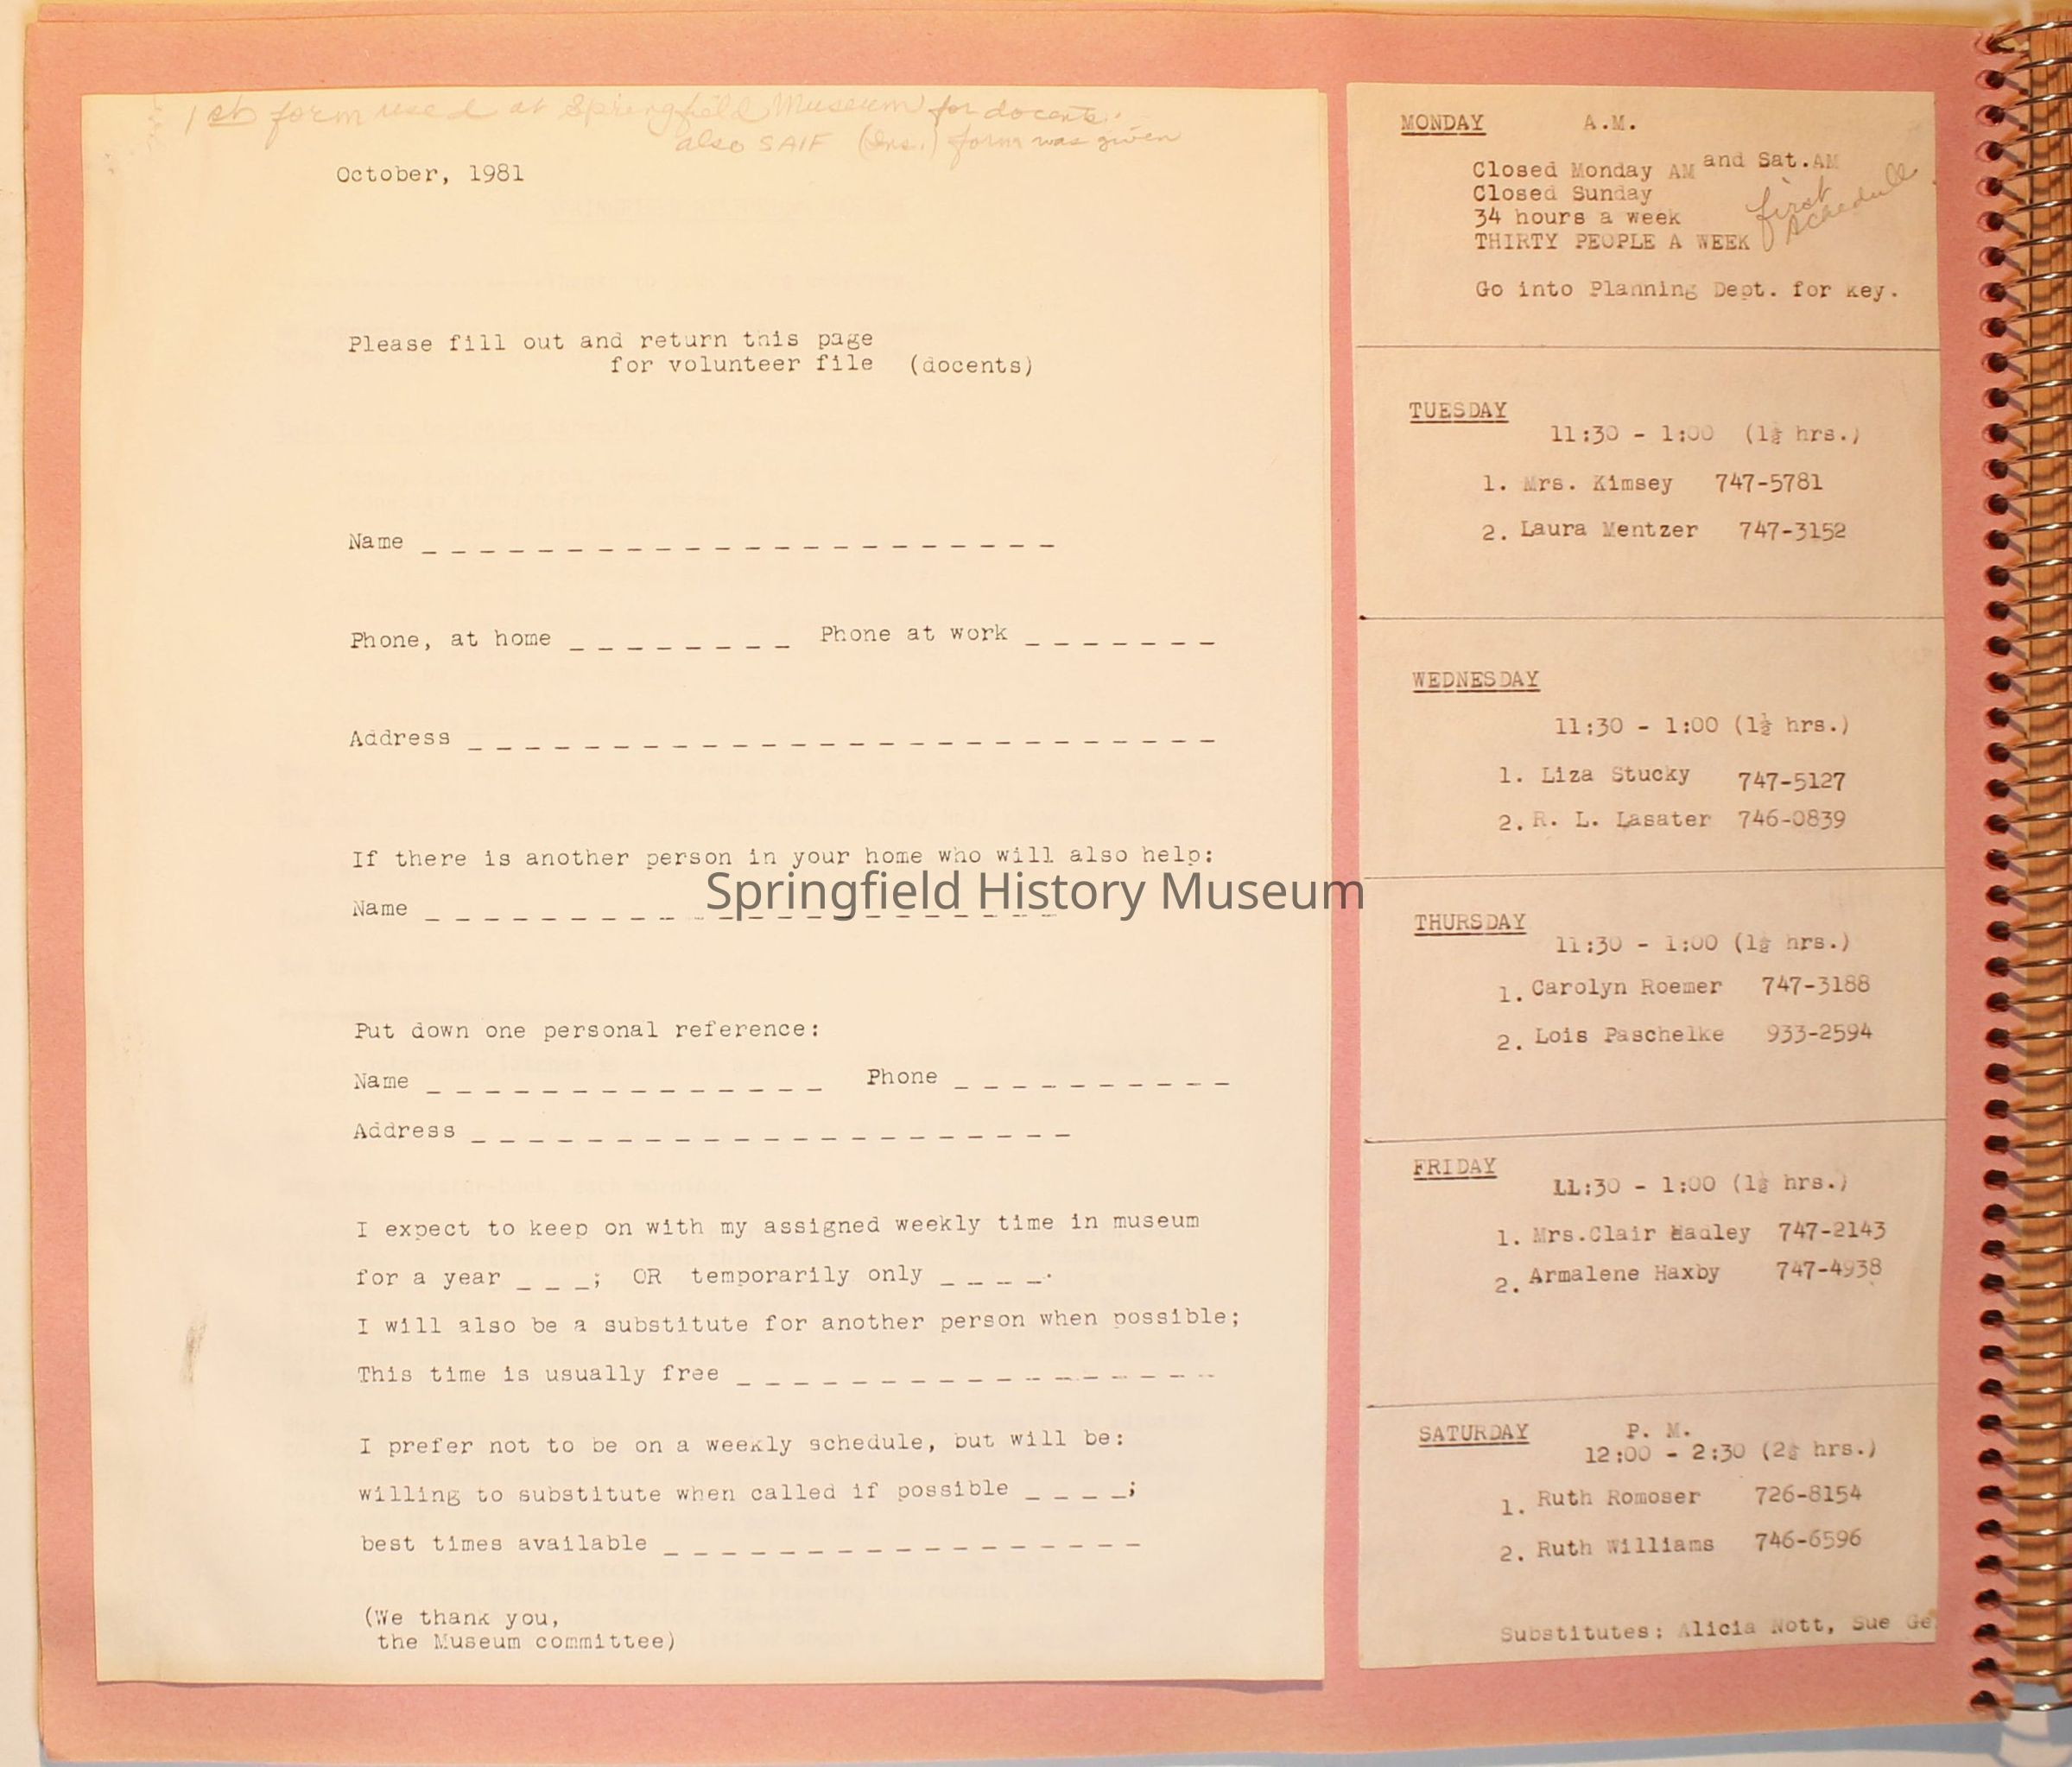 1st form used at Springfield Museum for docents.
also SAIF (Ins.) form was given
October, 1981
Please fill out and return this page
for volunteer file (docents)
Name _ _ _ _ _ _ _ _ _ _ _ _ _ _ _ _ _ _ _ _ _ _
Phone, at home _ _ _ _ _ _ _ _ Phone at work _ _ _ _ _ _ _
Address _ _ _ _ _ _ _ _ _ _ _ _ _ _ _ _ _ _ _ _ _ _ _ _ _ _
If there is another person in your home who will also help:
Name _ _ _ _ _ _ _ _ _ _ _ _ _ _ _ _ _ _ _ _ _ _
Put down one personal reference:
Name _ _ _ _ _ _ _ _ _ _ _ _ _ _ Phone _ _ _ _ _ _ _ _ _ _
Address _ _ _ _ _ _ _ _ _ _ _ _ _ _ _ _ _ _ _ _ _
I expect to keep on with my assigned weekly time in museum
for a year _ _ _; OR temporarily only _ _ _ _.
I will also be a substitute for another person when possible;
This time is usually free _ _ _ _ _ _ _ _ _ _ _ _ _ _ _ _ _
I prefer not to be on a weekly schedule, but will be:
willing to substitute when called if possible _ _ _ _;
best times available _ _ _ _ _ _ _ _ _ _ _ _ _ _ _ _ _
(We thank you,
the Museum committee)
MONDAY A.M.
Closed Monday AM and Sat.AM
Closed Sunday
34 hours a week
THIRTY PEOPLE A WEEK
first
schedule
Go into Planning Dept. for key.
TUESDAY
11:30 - 1:00 (1½ hrs.)
1. Mrs. Kimsey 747-5781
2. Laura Mentzer 747-3152
WEDNESDAY
11:30 - 1:00 (1½ hrs.)
1. Liza Stucky 747-5127
2. R. L. Lasater 746-0839
THURSDAY
11:30 - 1:00 (1½ hrs.)
1. Carolyn Roemer 747-3188
2. Lois Paschelke 933-2594
FRIDAY
11:30 - 1:00 (1½ hrs.)
1. Mrs.Clair Hadley 747-2143
2. Armalene Haxby 747-4938
SATURDAY P. M.
12:00 - 2:30 (2½ hrs.)
1. Ruth Romoser 726-8154
2. Ruth Williams 746-6596
Substitutes: Alicia Nott, Sue Ge
Springfield History Museum